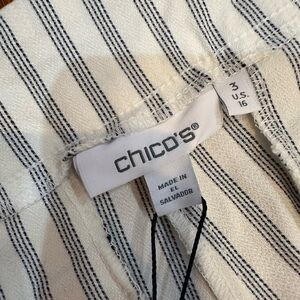 chico's®
3
U.S.
16
MADE IN
EL
SALVADOR